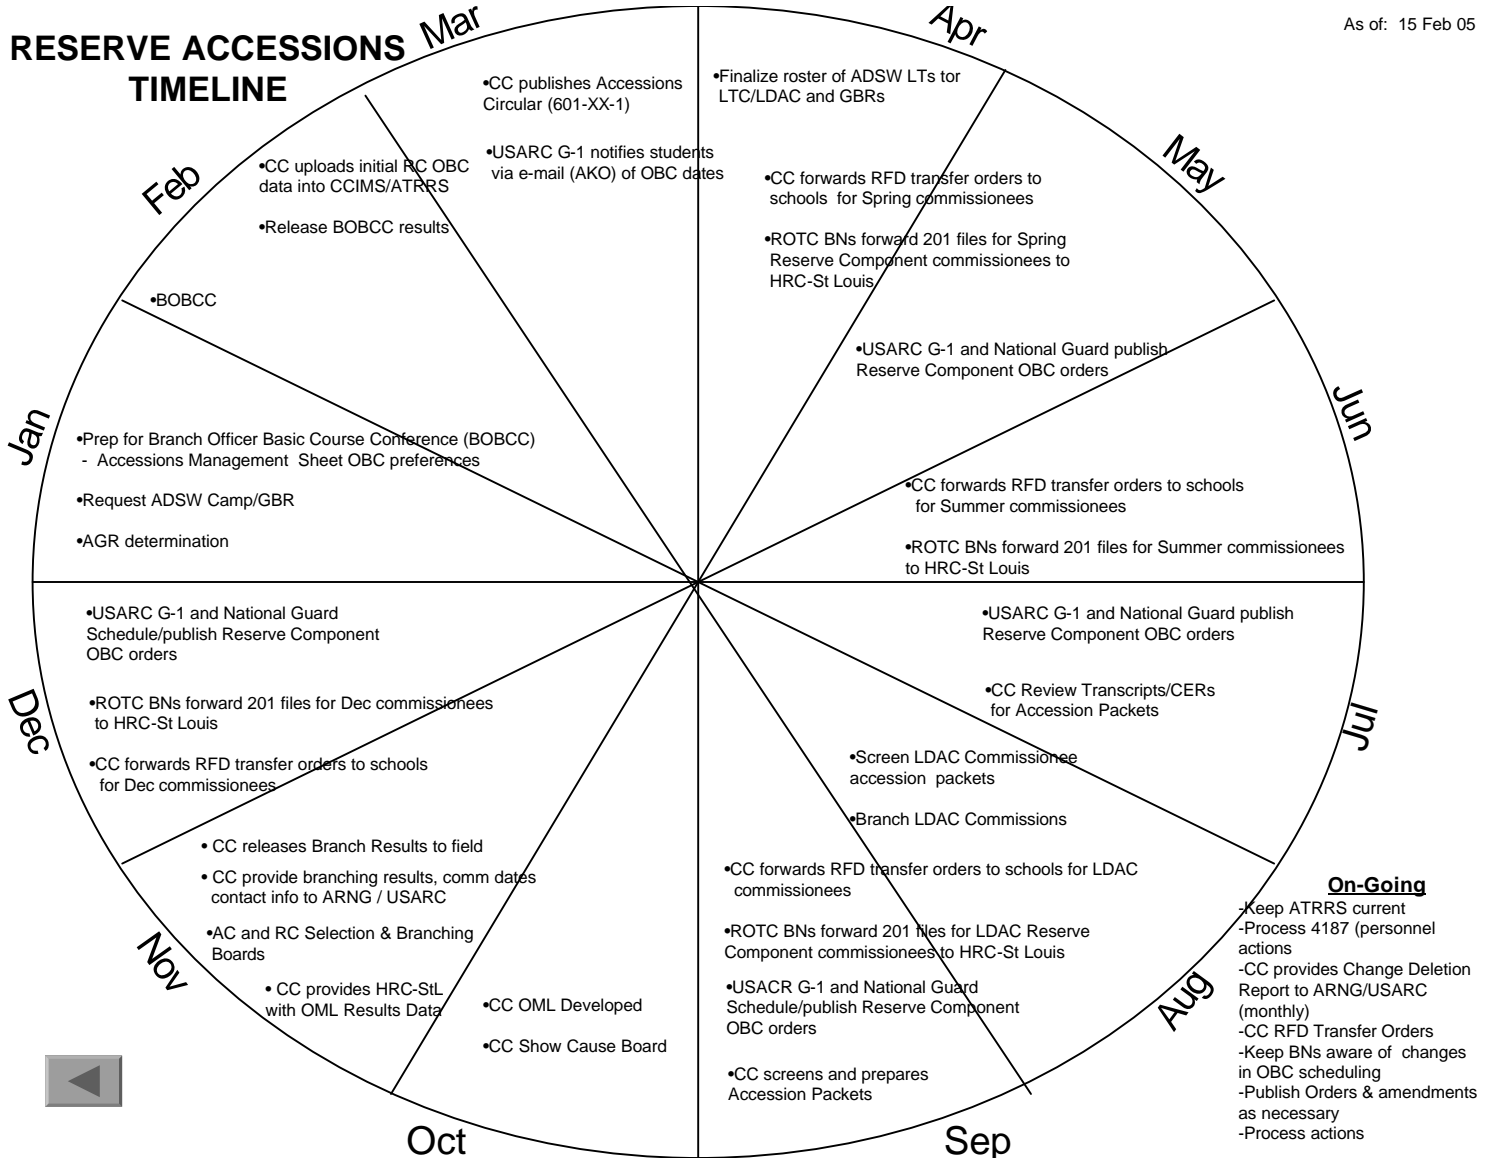 RESERVE ACCESSIONS
TIMELINE
As of:  15 Feb 05
Mar
•CC publishes Accessions
Circular (601-XX-1)
•USARC G-1 notifies students
via e-mail (AKO) of OBC dates
Apr
•Finalize roster of ADSW LTs tor
LTC/LDAC and GBRs
•CC forwards RFD transfer orders to
schools  for Spring commissionees
•ROTC BNs forward 201 files for Spring
Reserve Component commissionees to
HRC-St Louis
May
•USARC G-1 and National Guard publish
Reserve Component OBC orders
Jun
•CC forwards RFD transfer orders to schools
for Summer commissionees
•ROTC BNs forward 201 files for Summer commissionees
to HRC-St Louis
Jul
•USARC G-1 and National Guard publish
Reserve Component OBC orders
•CC Review Transcripts/CERs
for Accession Packets
Aug
•Screen LDAC Commissionee
accession  packets
•Branch LDAC Commissions
Sep
•CC forwards RFD transfer orders to schools for LDAC
commissionees
•ROTC BNs forward 201 files for LDAC Reserve
Component commissionees to HRC-St Louis
•USACR G-1 and National Guard
Schedule/publish Reserve Component
OBC orders
•CC screens and prepares
Accession Packets
Oct
•CC OML Developed
•CC Show Cause Board
Nov
• CC releases Branch Results to field
• CC provide branching results, comm dates
contact info to ARNG / USARC
•AC and RC Selection & Branching
Boards
• CC provides HRC-StL
with OML Results Data
Dec
•USARC G-1 and National Guard
Schedule/publish Reserve Component
OBC orders
•ROTC BNs forward 201 files for Dec commissionees
to HRC-St Louis
•CC forwards RFD transfer orders to schools
for Dec commissionees
Jan
•Prep for Branch Officer Basic Course Conference (BOBCC)
-  Accessions Management  Sheet OBC preferences
•Request ADSW Camp/GBR
•AGR determination
Feb
•CC uploads initial RC OBC
data into CCIMS/ATRRS
•Release BOBCC results
•BOBCC
On-Going
-Keep ATRRS current
-Process 4187 (personnel
actions
-CC provides Change Deletion
Report to ARNG/USARC
(monthly)
-CC RFD Transfer Orders
-Keep BNs aware of  changes
in OBC scheduling
-Publish Orders & amendments
as necessary
-Process actions